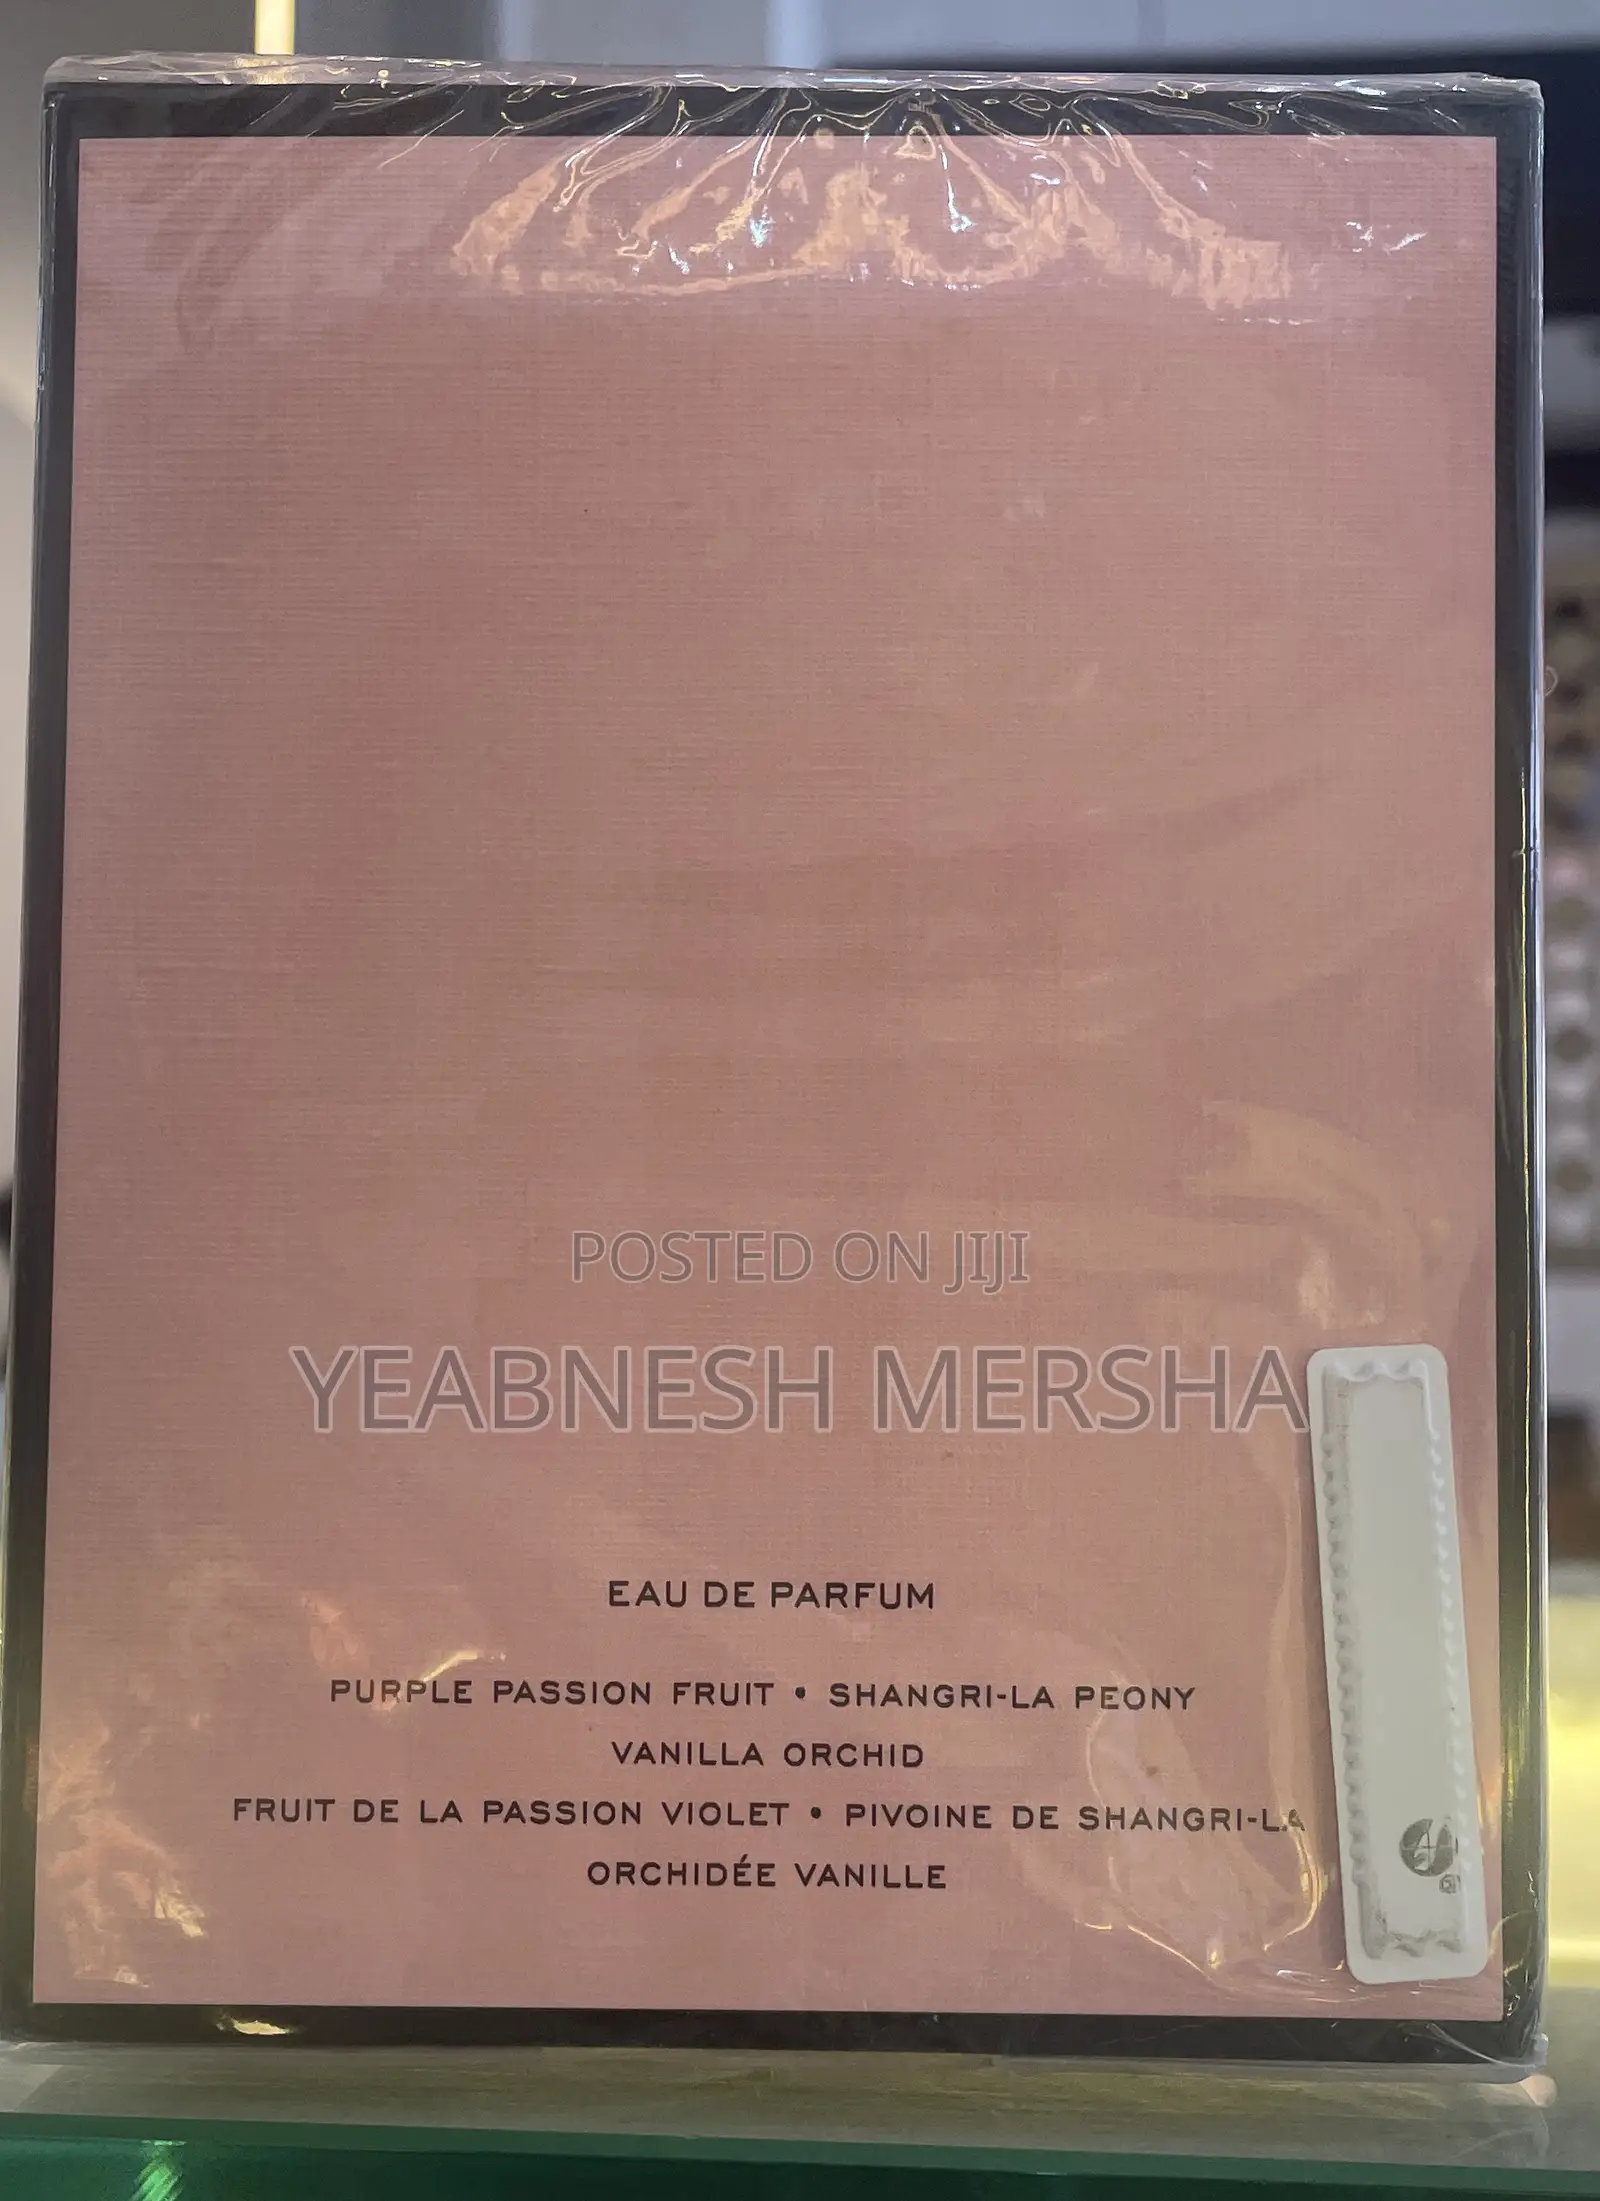 POSTED ON JIJI
YEABNESH MERSHA
EAU DE PARFUM
PURPLE PASSION FRUIT • SHANGRI-LA PEONY
VANILLA ORCHID
FRUIT DE LA PASSION VIOLET • PIVOINE DE SHANGRI-LA
ORCHIDÉE VANILLE